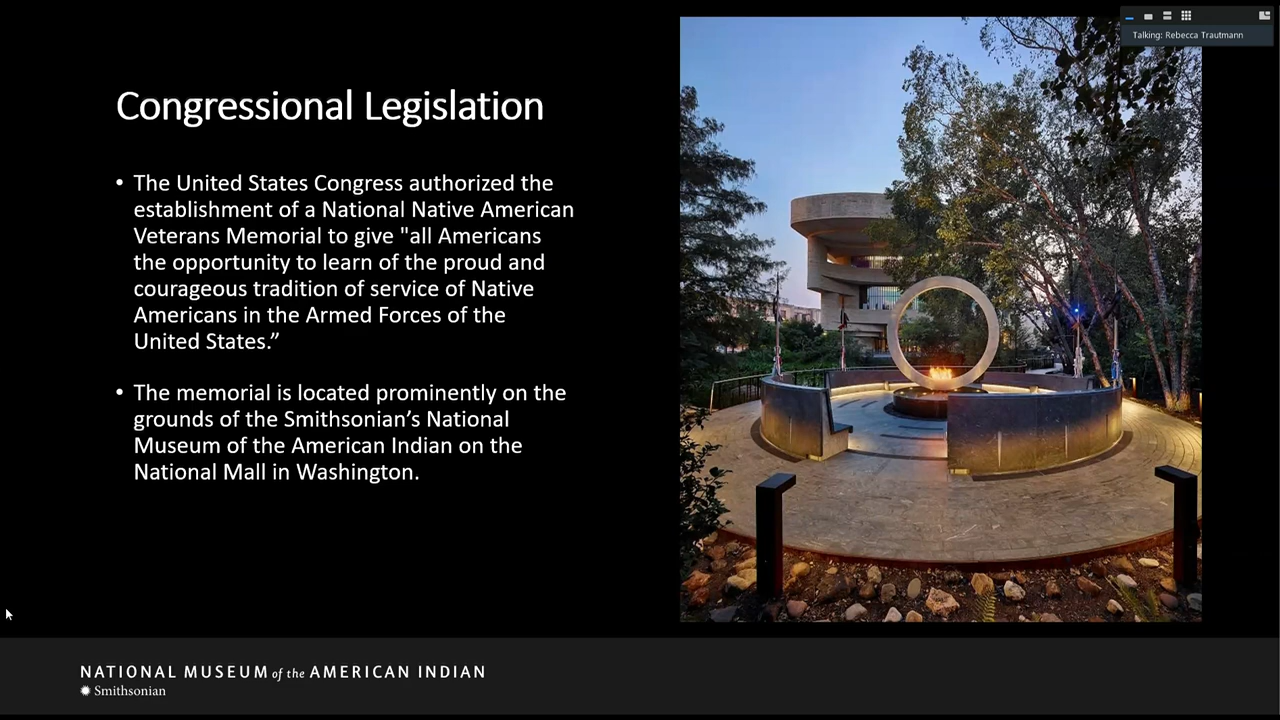 Talking: Rebecca Trautmann
Congressional Legislation
• The United States Congress authorized the
establishment of a National Native American
Veterans Memorial to give "all Americans
the opportunity to learn of the proud and
courageous tradition of service of Native
Americans in the Armed Forces of the
United States.”
• The memorial is located prominently on the
grounds of the Smithsonian’s National
Museum of the American Indian on the
National Mall in Washington.
NATIONAL MUSEUM of the AMERICAN INDIAN
Smithsonian